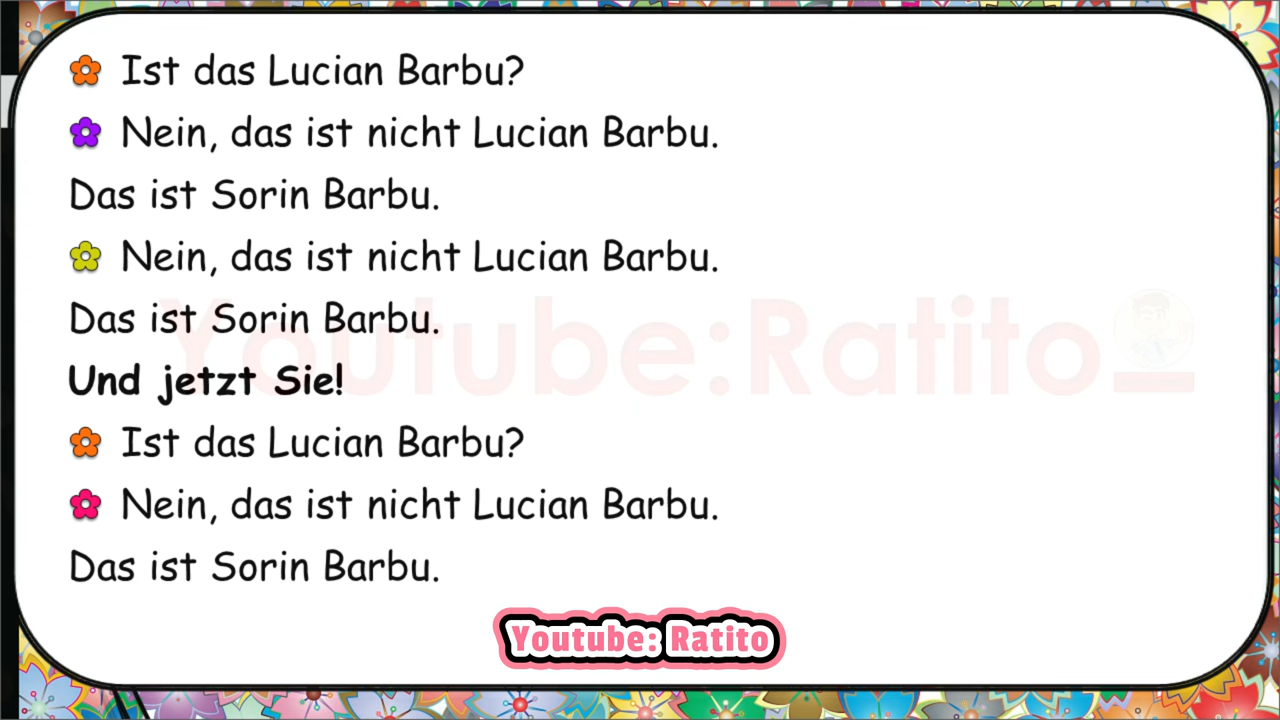 Ist das Lucian Barbu?
Nein, das ist nicht Lucian Barbu.
Das ist Sorin Barbu.
Nein, das ist nicht Lucian Barbu.
Das ist Sorin Barbu.
Youtube:Ratito
Und jetzt Sie!
Ist das Lucian Barbu?
Nein, das ist nicht Lucian Barbu.
Das ist Sorin Barbu.
Youtube: Ratito